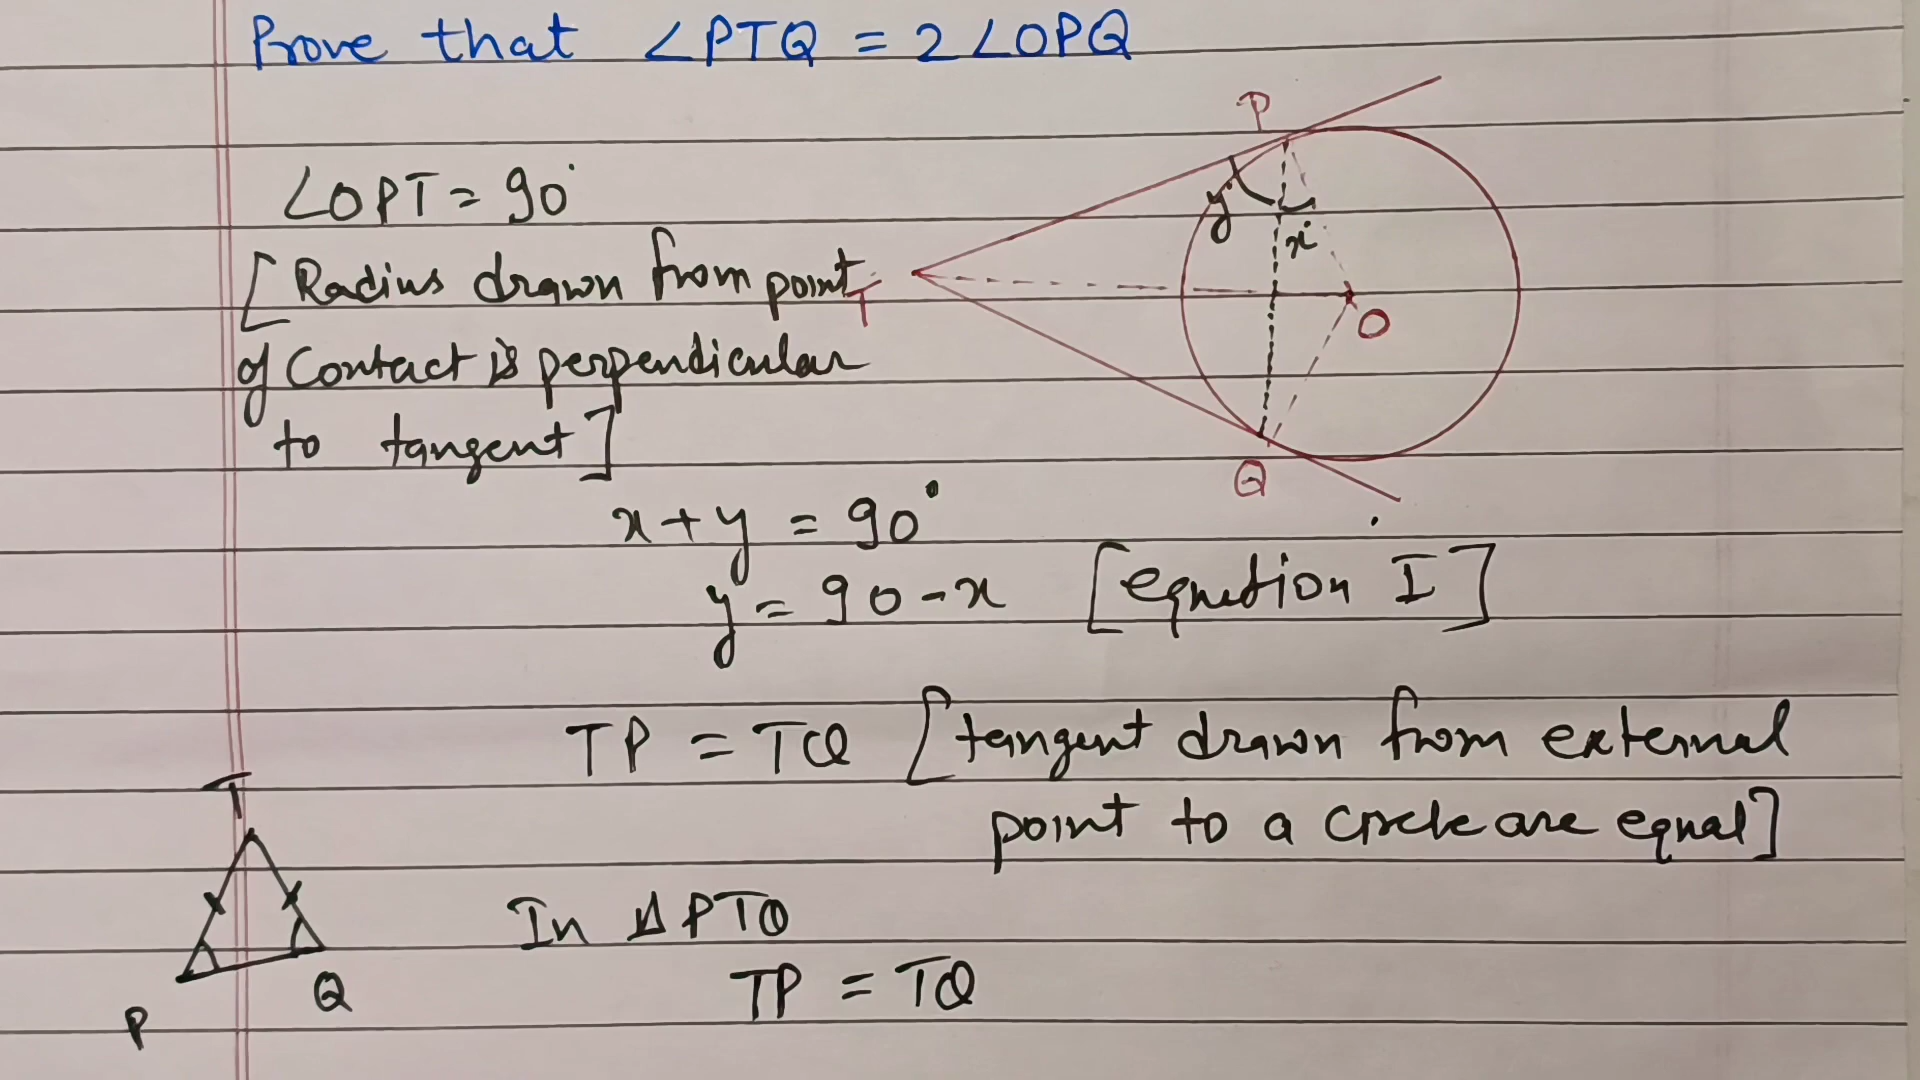 Prove that ∠PTQ = 2∠OPQ
P
∠OPT = 90°
y
x
[Radius drawn from point
T
O
of Contact is perpendicular
to tangent]
Q
x + y = 90°
y = 90 - x [equation I]
TP = TQ [tangent drawn from external
point to a circle are equal]
T
In ΔPTQ
TP = TQ
Q
P